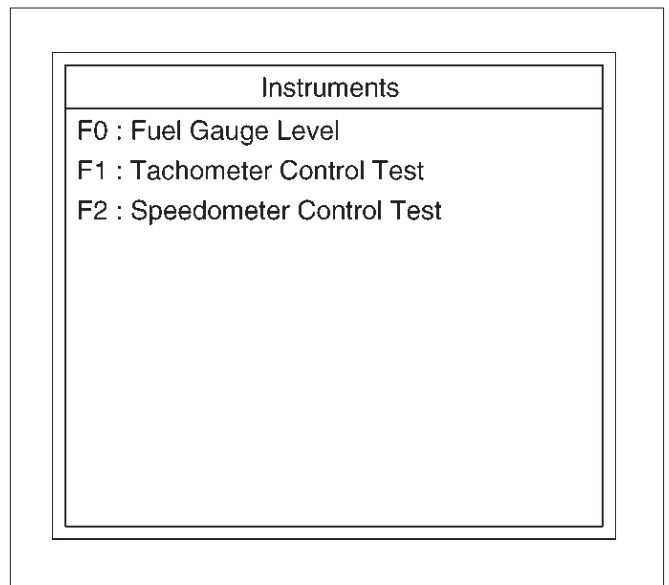 Instruments
F0 : Fuel Gauge Level
F1 : Tachometer Control Test
F2 : Speedometer Control Test